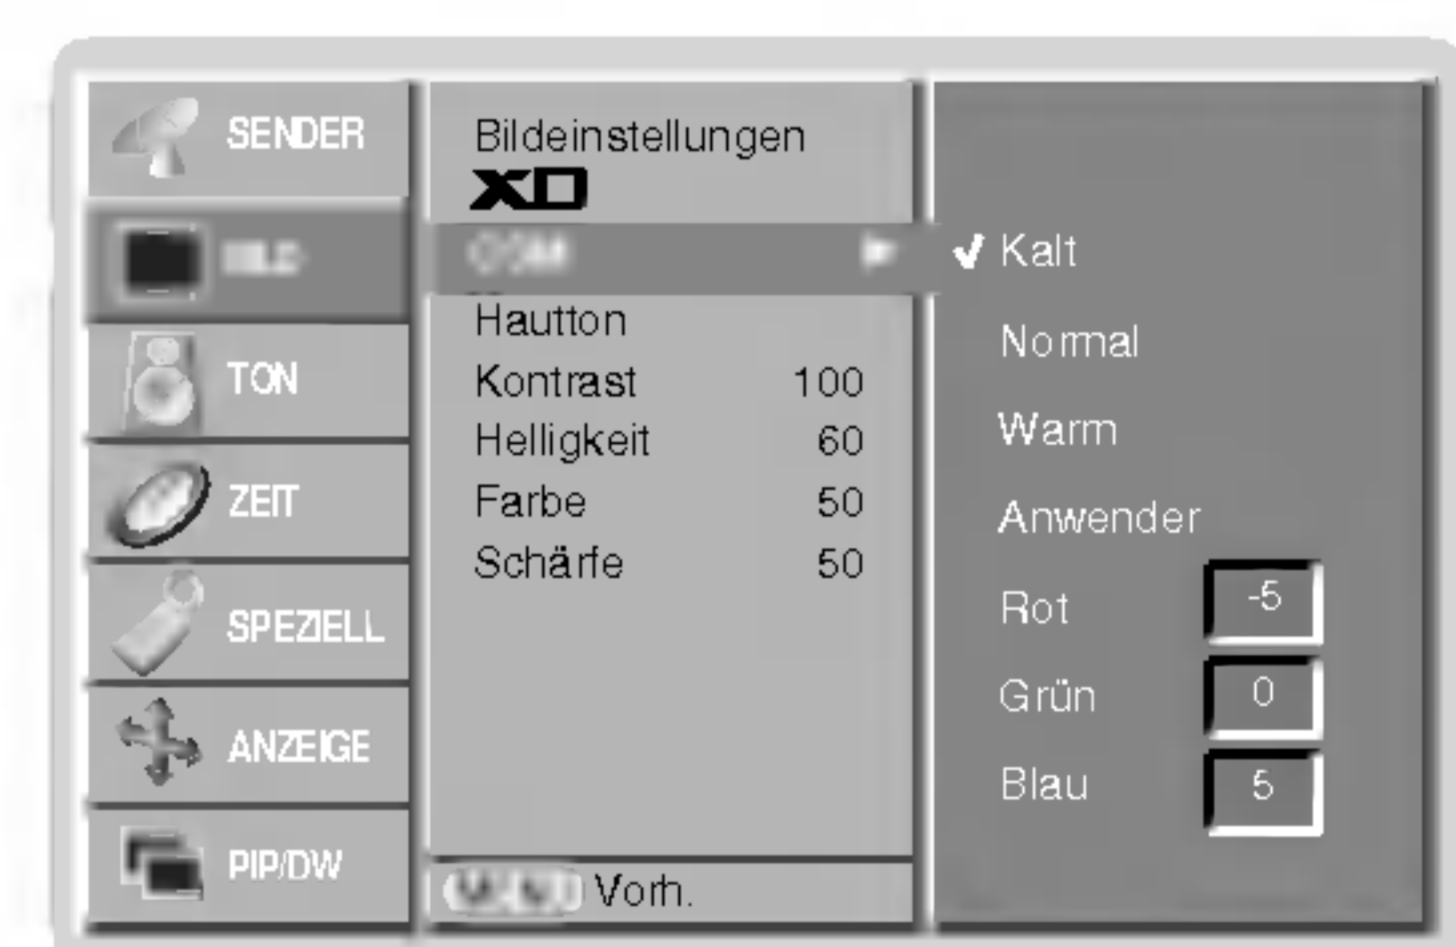 SENDER
TON
ZEIT
SPEZIELL
ANZEIGE
PIP/DW
Bildeinstellungen
XD
Hautton
Kontrast 100
Helligkeit 60
Farbe 50
Schärfe 50
Vorh.
Kalt
Normal
Warm
Anwender
Rot -5
Grün 0
Blau 5